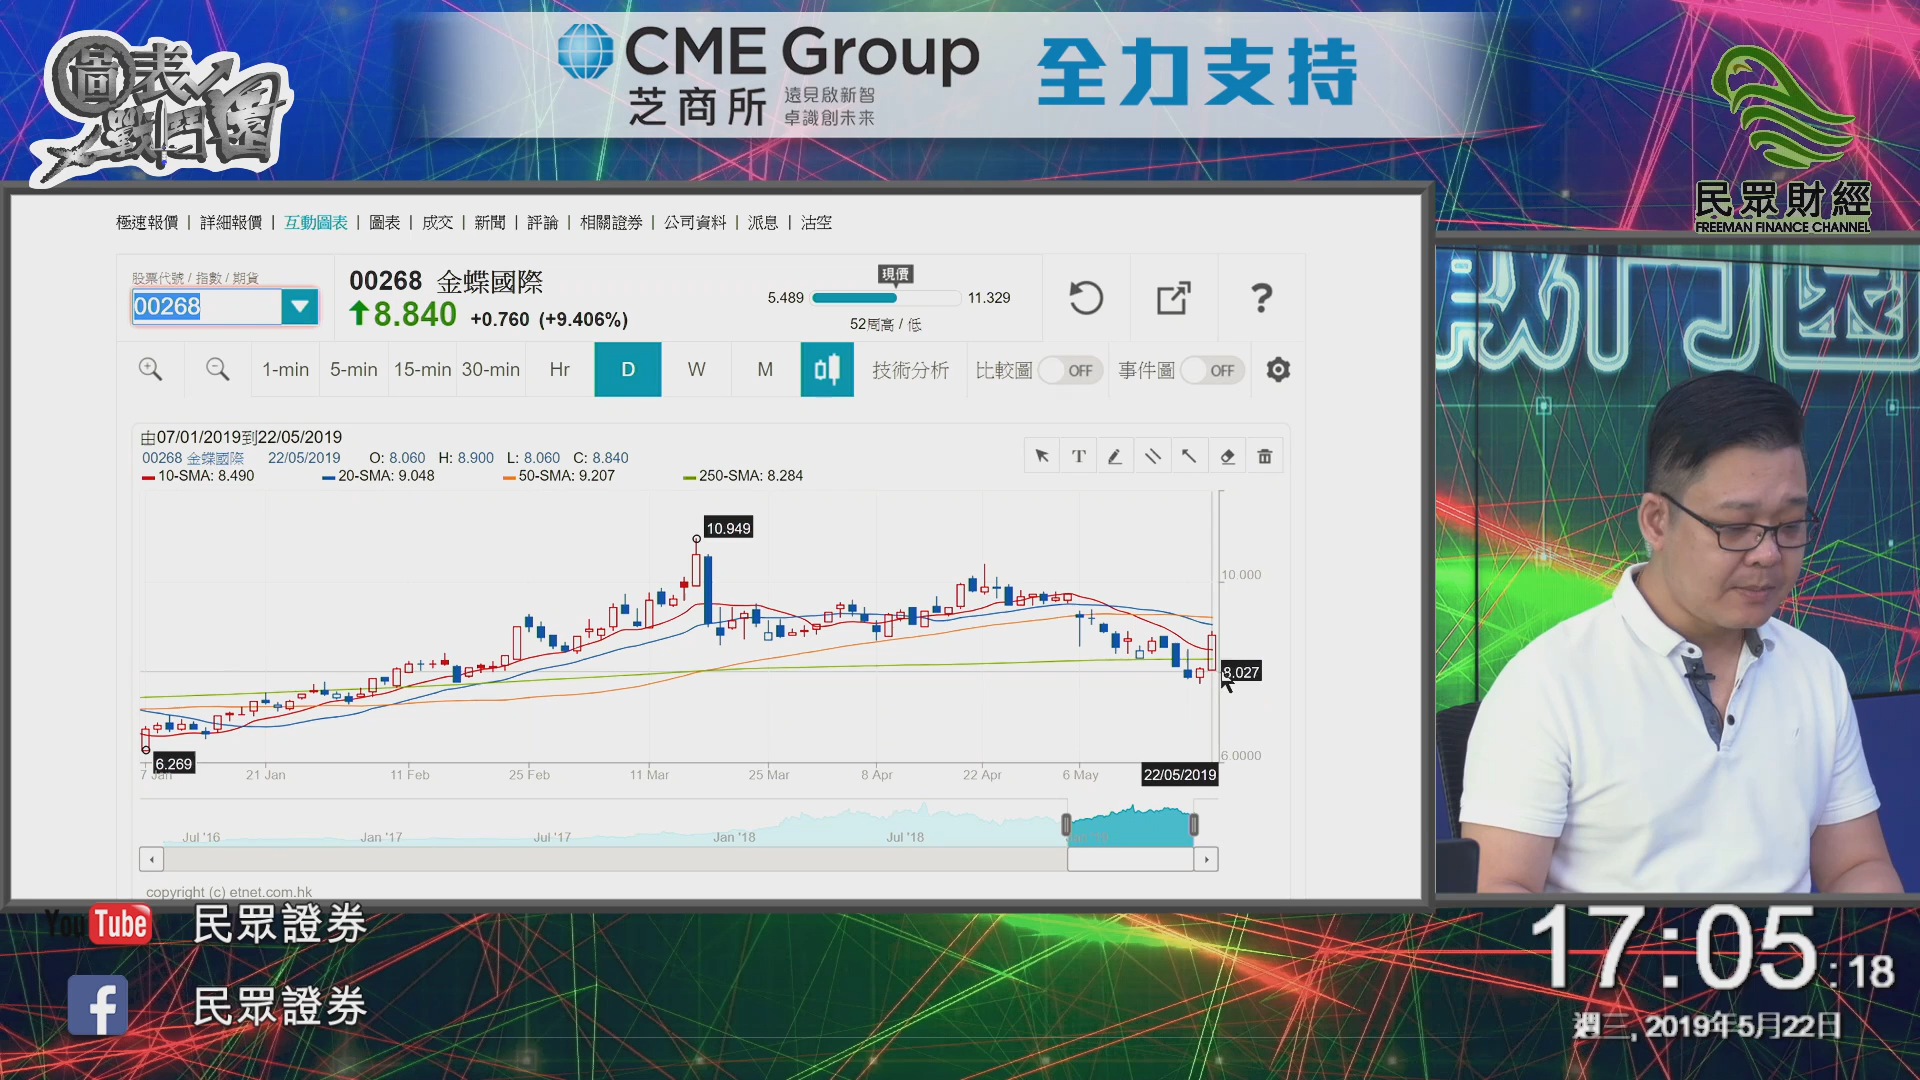 圖表
戰鬥團
CME Group
芝商所
遠見啟新智
卓識創未來
全力支持
民眾財經
FREEMAN FINANCE CHANNEL
極速報價 | 詳細報價 | 互動圖表 | 圖表 | 成交 | 新聞 | 評論 | 相關證券 | 公司資料 | 派息 | 沽空
股票代號 / 指數 / 期貨
00268
00268 金蝶國際
8.840 +0.760 (+9.406%)
現價
5.489 11.329
52周高 / 低
?
1-min 5-min 15-min 30-min Hr D W M 技術分析 比較圖 OFF 事件圖 OFF
由07/01/2019到22/05/2019
00268 金蝶國際 22/05/2019 O: 8.060 H: 8.900 L: 8.060 C: 8.840
10-SMA: 8.490 20-SMA: 9.048 50-SMA: 9.207 250-SMA: 8.284
T
10.949
10.000
8.027
6.269
6.0000
7 Jan 21 Jan 11 Feb 25 Feb 11 Mar 25 Mar 8 Apr 22 Apr 6 May 22/05/2019
Jul '16 Jan '17 Jul '17 Jan '18 Jul '18
copyright (c) etnet.com.hk
YouTube 民眾證券
f 民眾證券
17:05:18
週三, 2019年5月22日